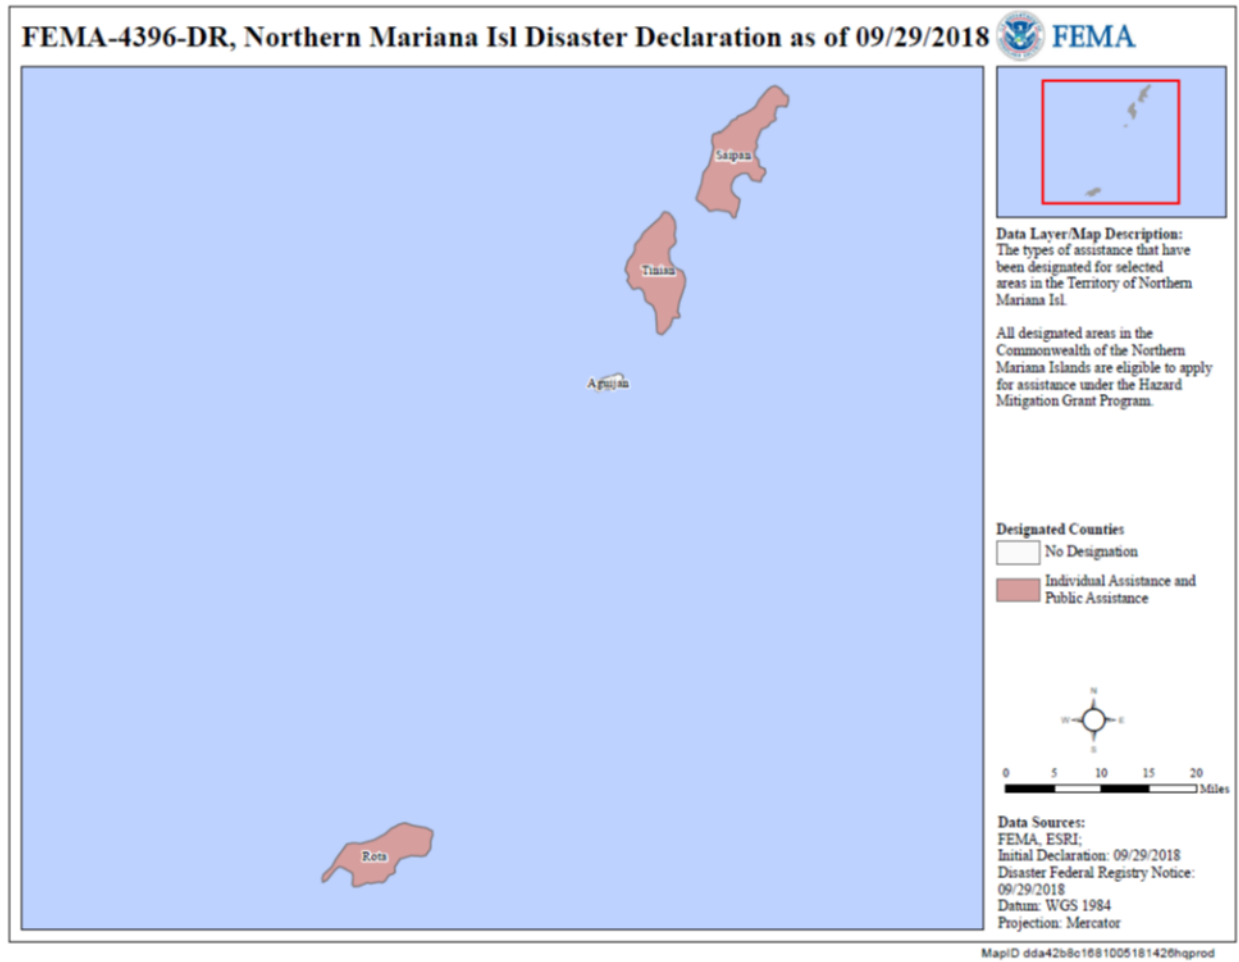 FEMA-4396-DR, Northern Mariana Isl Disaster Declaration as of 09/29/2018
FEMA
Saipan
Tinian
Aguijan
Rota
Data Layer/Map Description:
The types of assistance that have
been designated for selected
areas in the Territory of Northern
Mariana Isl.
All designated areas in the
Commonwealth of the Northern
Mariana Islands are eligible to apply
for assistance under the Hazard
Mitigation Grant Program.
Designated Counties
No Designation
Individual Assistance and
Public Assistance
N
W E
S
0 5 10 15 20
Miles
Data Sources:
FEMA, ESRI;
Initial Declaration: 09/29/2018
Disaster Federal Registry Notice:
09/29/2018
Datum: WGS 1984
Projection: Mercator
MapID dda42b8c1681005181426hqprod